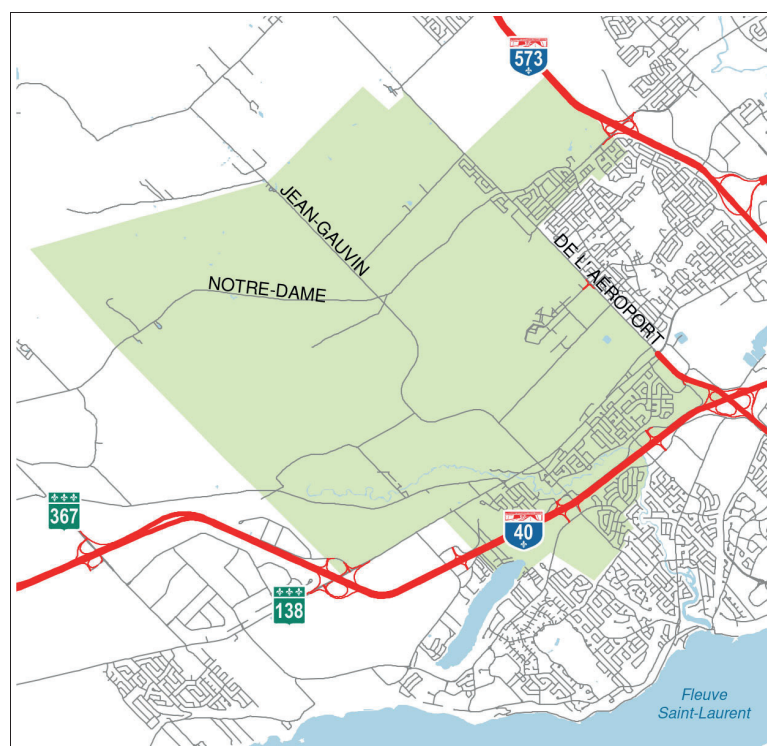 573
JEAN-GAUVIN
NOTRE-DAME
DE L'AÉROPORT
367
40
138
Fleuve
Saint-Laurent